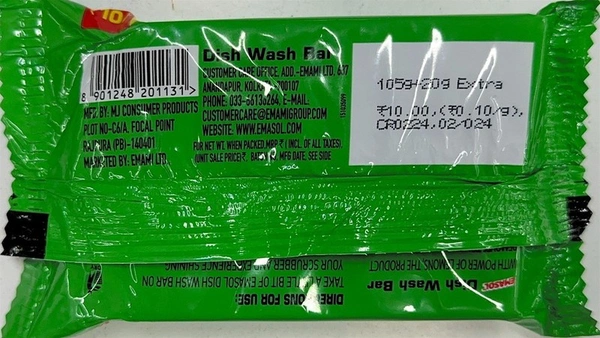 10/-
Dish Wash Bar
CUSTOMER CARE OFFICE, ADD.-EMAMI LTD. 687
ANANDAPUR, KOLKATA-700107
PHONE: 033-66136264, E-MAIL:
CUSTOMERCARE@EMAMIGROUP.COM
WEBSITE: WWW.EMASOL.COM
FOR NET WT. WHEN PACKED MRP ₹ (INCL. OF ALL TAXES),
(UNIT SALE PRICE)₹. BATCH NO. MFG DATE. SEE SIDE
8 901248 201131 >
MFG. BY: MJ CONSUMER PRODUCTS
PLOT NO-C6/A, FOCAL POINT
RAJPURA (PB)-140401
MARKETED BY: EMAMI LTD.
105g+20g Extra
₹10.00,(₹0.10/g),
CR0224,02/024
DIRECTIONS FOR USE:
TAKE A LITTLE BIT OF EMASOL DISH WASH BAR ON
YOUR SCRUBBER AND EXPERIENCE SHINING
EMASOL Dish Wash Bar
WITH POWER OF LEMONS, THE PRODUCT